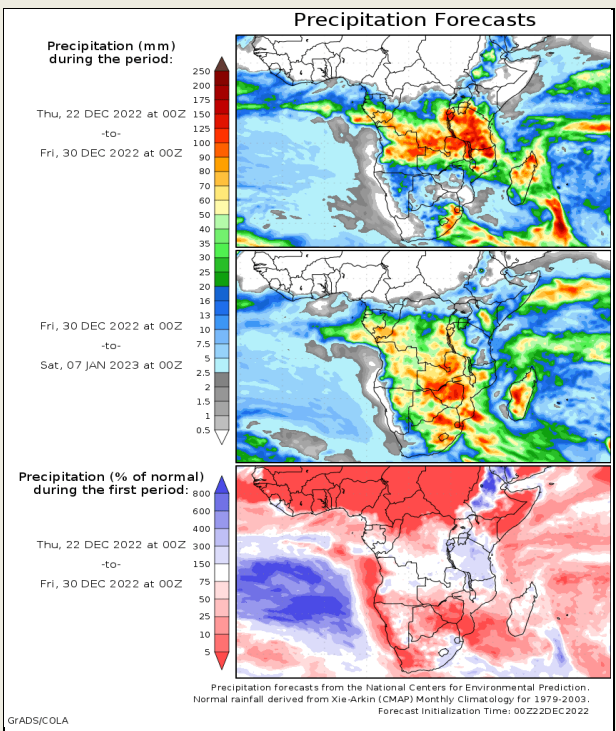 Precipitation Forecasts
Precipitation (mm)
during the period:
250
200
175
150
125
100
90
80
70
60
50
40
35
30
25
20
16
13
10
7.5
5
2.5
2
1.5
1
0.5
Thu, 22 DEC 2022 at 00Z
-to-
Fri, 30 DEC 2022 at 00Z
Fri, 30 DEC 2022 at 00Z
-to-
Sat, 07 JAN 2023 at 00Z
Precipitation (% of normal)
during the first period:
800
600
400
300
150
75
50
25
10
5
Thu, 22 DEC 2022 at 00Z
-to-
Fri, 30 DEC 2022 at 00Z
Precipitation forecasts from the National Centers for Environmental Prediction.
Normal rainfall derived from Xie-Arkin (CMAP) Monthly Climatology for 1979-2003.
Forecast Initialization Time: 00Z22DEC2022
GrADS/COLA